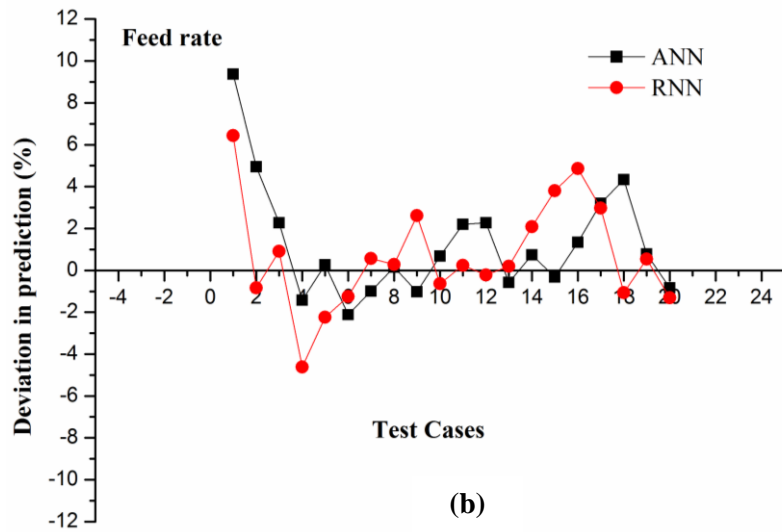 Feed rate
ANN
RNN
12
10
8
6
4
2
0
-2
-4
-6
-8
-10
-12
Deviation in prediction (%)
-4 -2 0 2 4 6 8 10 12 14 16 18 20 22 24
Test Cases
(b)